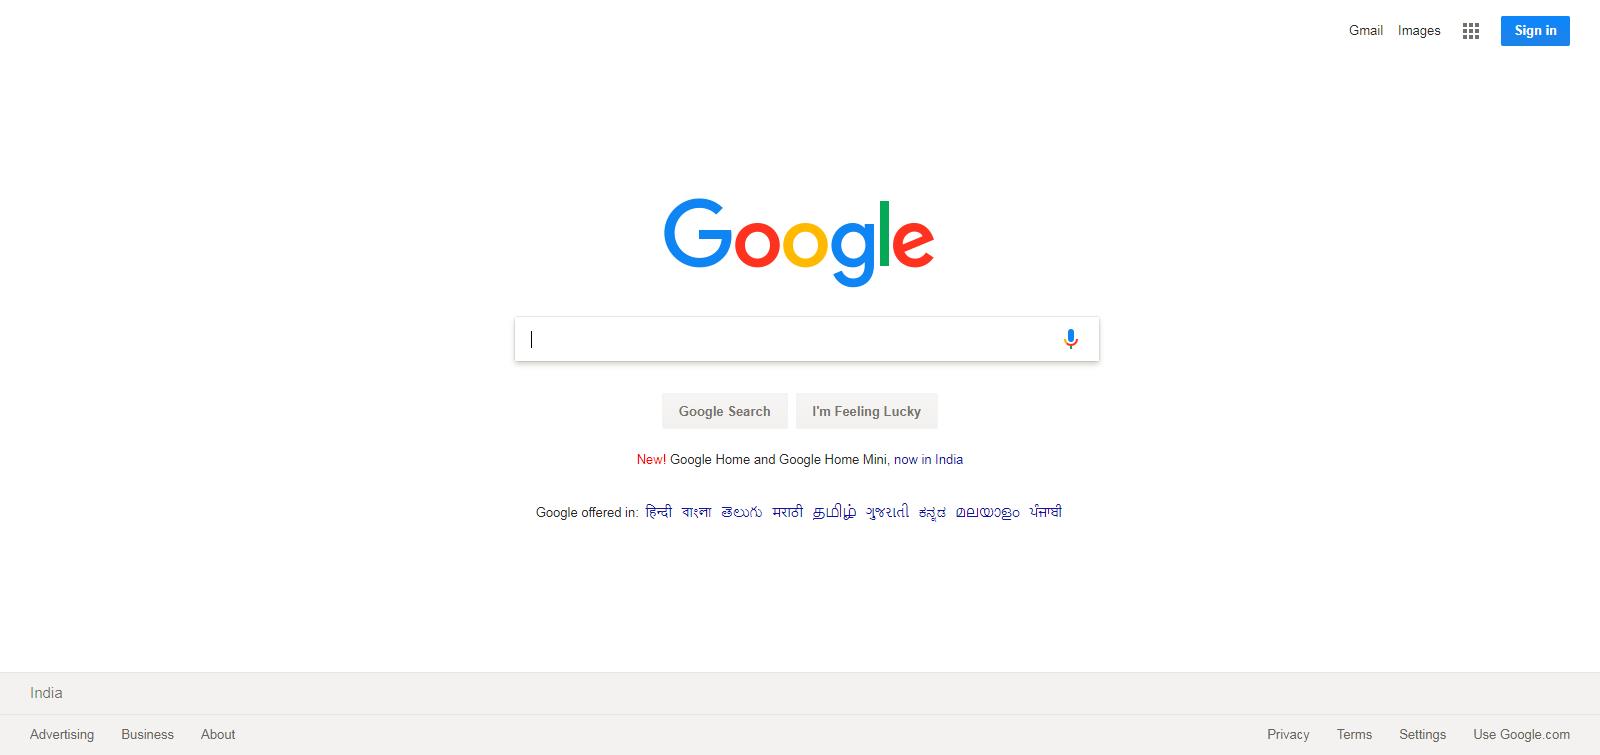 Gmail Images Sign in
Google
Google Search I'm Feeling Lucky
New! Google Home and Google Home Mini, now in India
Google offered in: हिन्दी বাংলা తెలుగు मराठी தமிழ் ગુજરાતી ಕನ್ನಡ മലയാളം ਪੰਜਾਬੀ
India
Advertising Business About Privacy Terms Settings Use Google.com